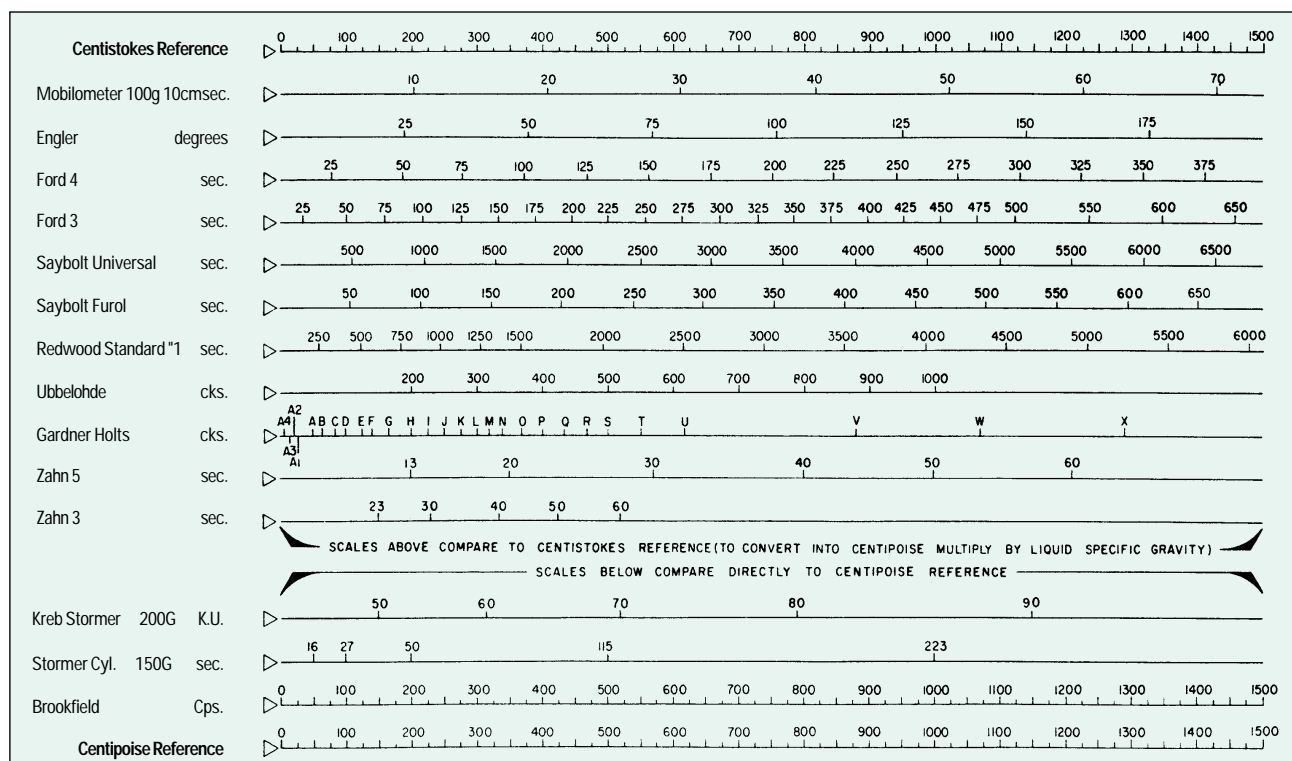 Centistokes Reference 0 100 200 300 400 500 600 700 800 900 1000 1100 1200 1300 1400 1500
Mobilometer 100g 10cmsec. 10 20 30 40 50 60 70
Engler degrees 25 50 75 100 125 150 175
Ford 4 sec. 25 50 75 100 125 150 175 200 225 250 275 300 325 350 375
Ford 3 sec. 25 50 75 100 125 150 175 200 225 250 275 300 325 350 375 400 425 450 475 500 550 600 650
Saybolt Universal sec. 500 1000 1500 2000 2500 3000 3500 4000 4500 5000 5500 6000 6500
Saybolt Furol sec. 50 100 150 200 250 300 350 400 450 500 550 600 650
Redwood Standard "1 sec. 250 500 750 1000 1250 1500 2000 2500 3000 3500 4000 4500 5000 5500 6000
Ubbelohde cks. 200 300 400 500 600 700 800 900 1000
A2
A4 A B C D E F G H I J K L M N O P Q R S T U V W X
Gardner Holts cks.
A3
A1
Zahn 5 sec. 13 20 30 40 50 60
Zahn 3 sec. 23 30 40 50 60
SCALES ABOVE COMPARE TO CENTISTOKES REFERENCE (TO CONVERT INTO CENTIPOISE MULTIPLY BY LIQUID SPECIFIC GRAVITY)
SCALES BELOW COMPARE DIRECTLY TO CENTIPOISE REFERENCE
Kreb Stormer 200G K.U. 50 60 70 80 90
Stormer Cyl. 150G sec. 16 27 50 115 223
Brookfield Cps. 0 100 200 300 400 500 600 700 800 900 1000 1100 1200 1300 1400 1500
Centipoise Reference 0 100 200 300 400 500 600 700 800 900 1000 1100 1200 1300 1400 1500